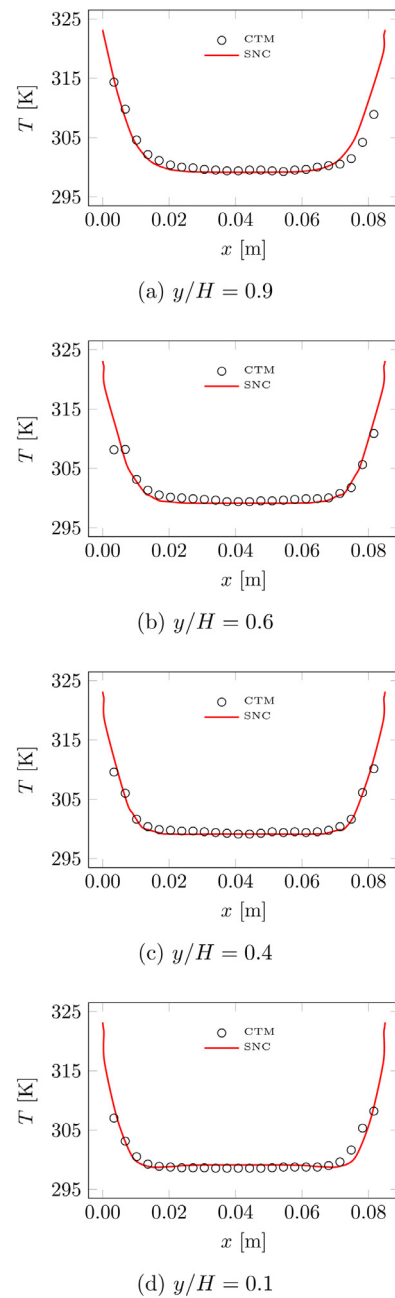 325
315
305
295
T [K]
CTM
SNC
0.00 0.02 0.04 0.06 0.08
x [m]
(a) y/H = 0.9
325
315
305
295
T [K]
CTM
SNC
0.00 0.02 0.04 0.06 0.08
x [m]
(b) y/H = 0.6
325
315
305
295
T [K]
CTM
SNC
0.00 0.02 0.04 0.06 0.08
x [m]
(c) y/H = 0.4
325
315
305
295
T [K]
CTM
SNC
0.00 0.02 0.04 0.06 0.08
x [m]
(d) y/H = 0.1